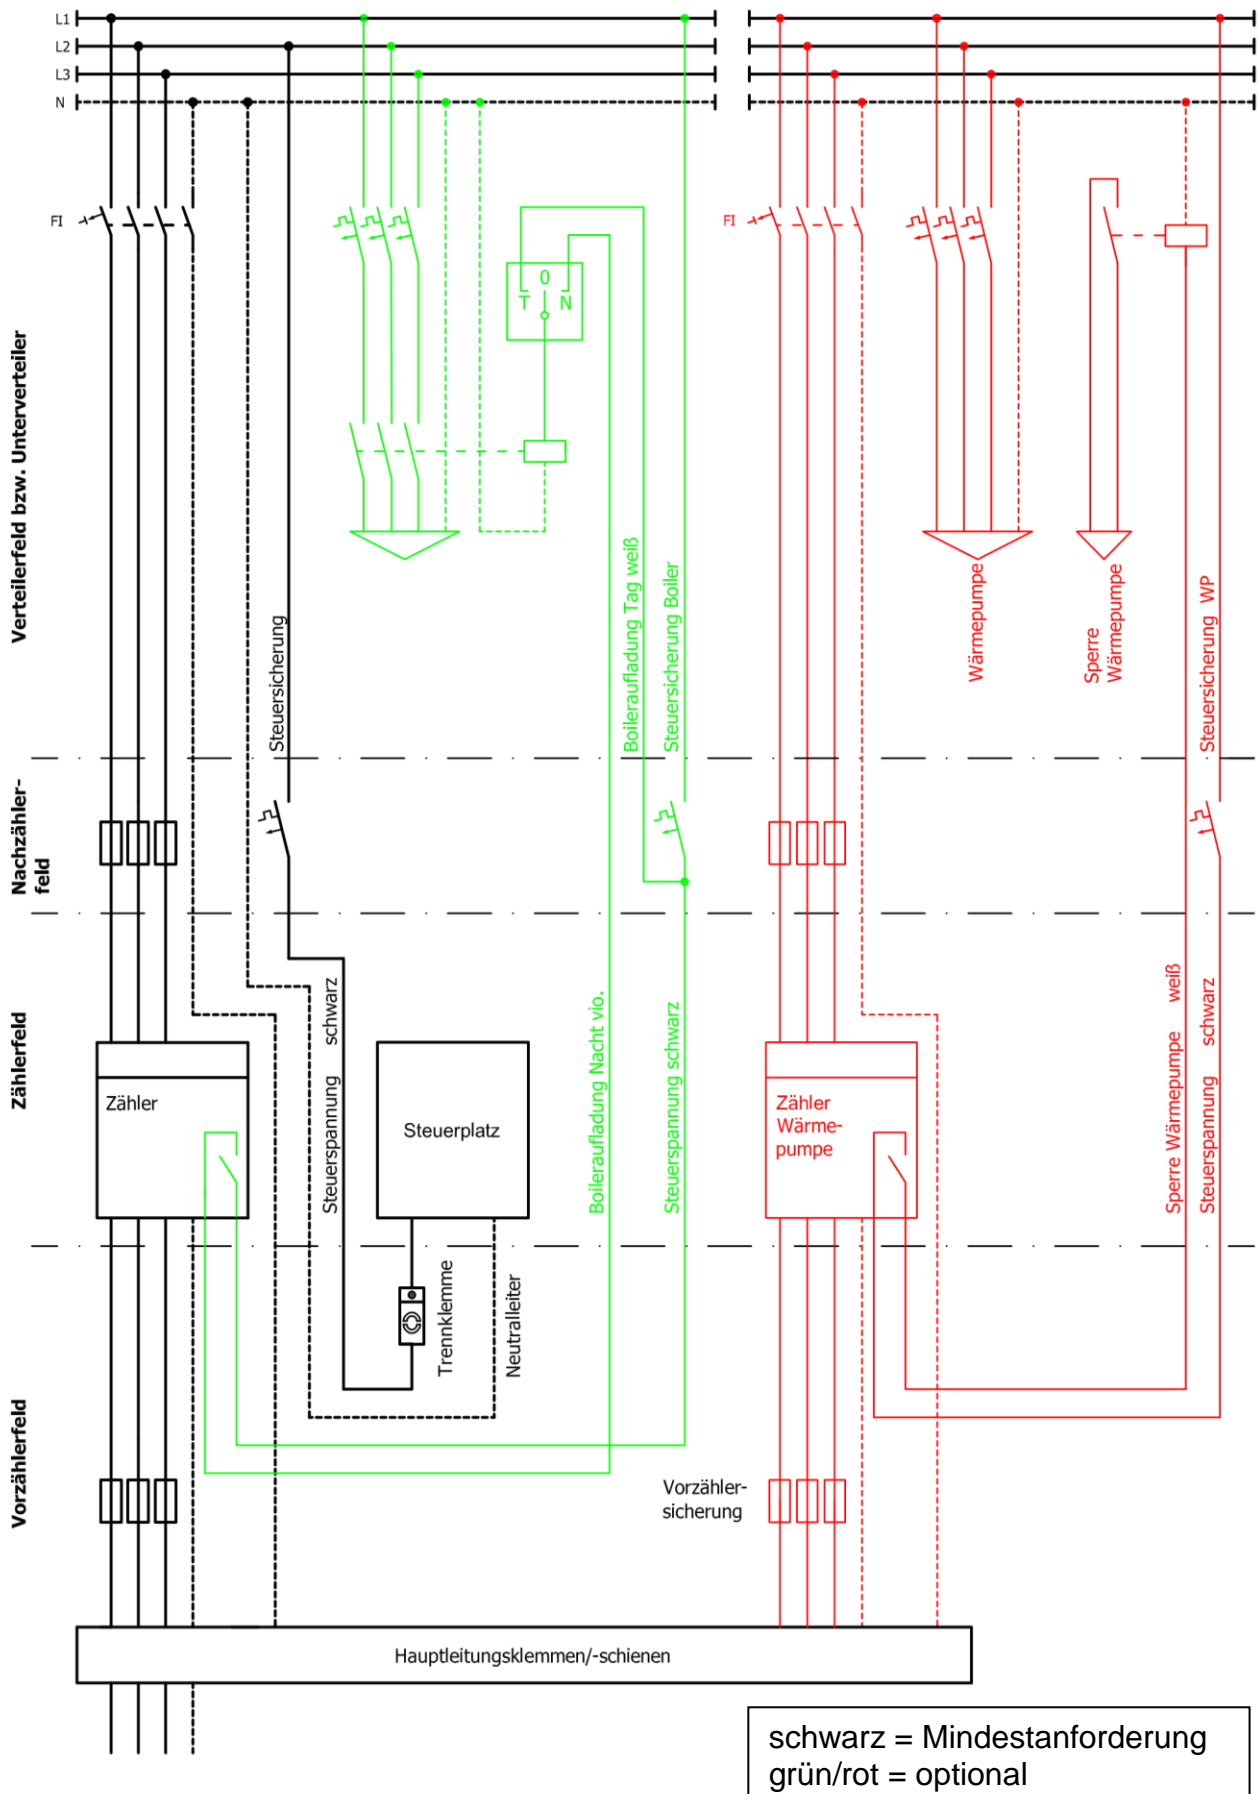 L1
L2
L3
N
FI
FI
T
0
N
Verteilerfeld bzw. Unterverteiler
Steuersicherung
Boileraufladung Tag weiß
Steuersicherung Boiler
Wärmepumpe
Sperre
Wärmepumpe
Steuersicherung WP
Nachzähler-
feld
Zählerfeld
Zähler
Steuerspannung schwarz
Steuerplatz
Boileraufladung Nacht vio.
Steuerspannung schwarz
Zähler
Wärme-
pumpe
Sperre Wärmepumpe weiß
Steuerspannung schwarz
Vorzählerfeld
Trennklemme
Neutralleiter
Vorzähler-
sicherung
Hauptleitungsklemmen/-schienen
schwarz = Mindestanforderung
grün/rot = optional